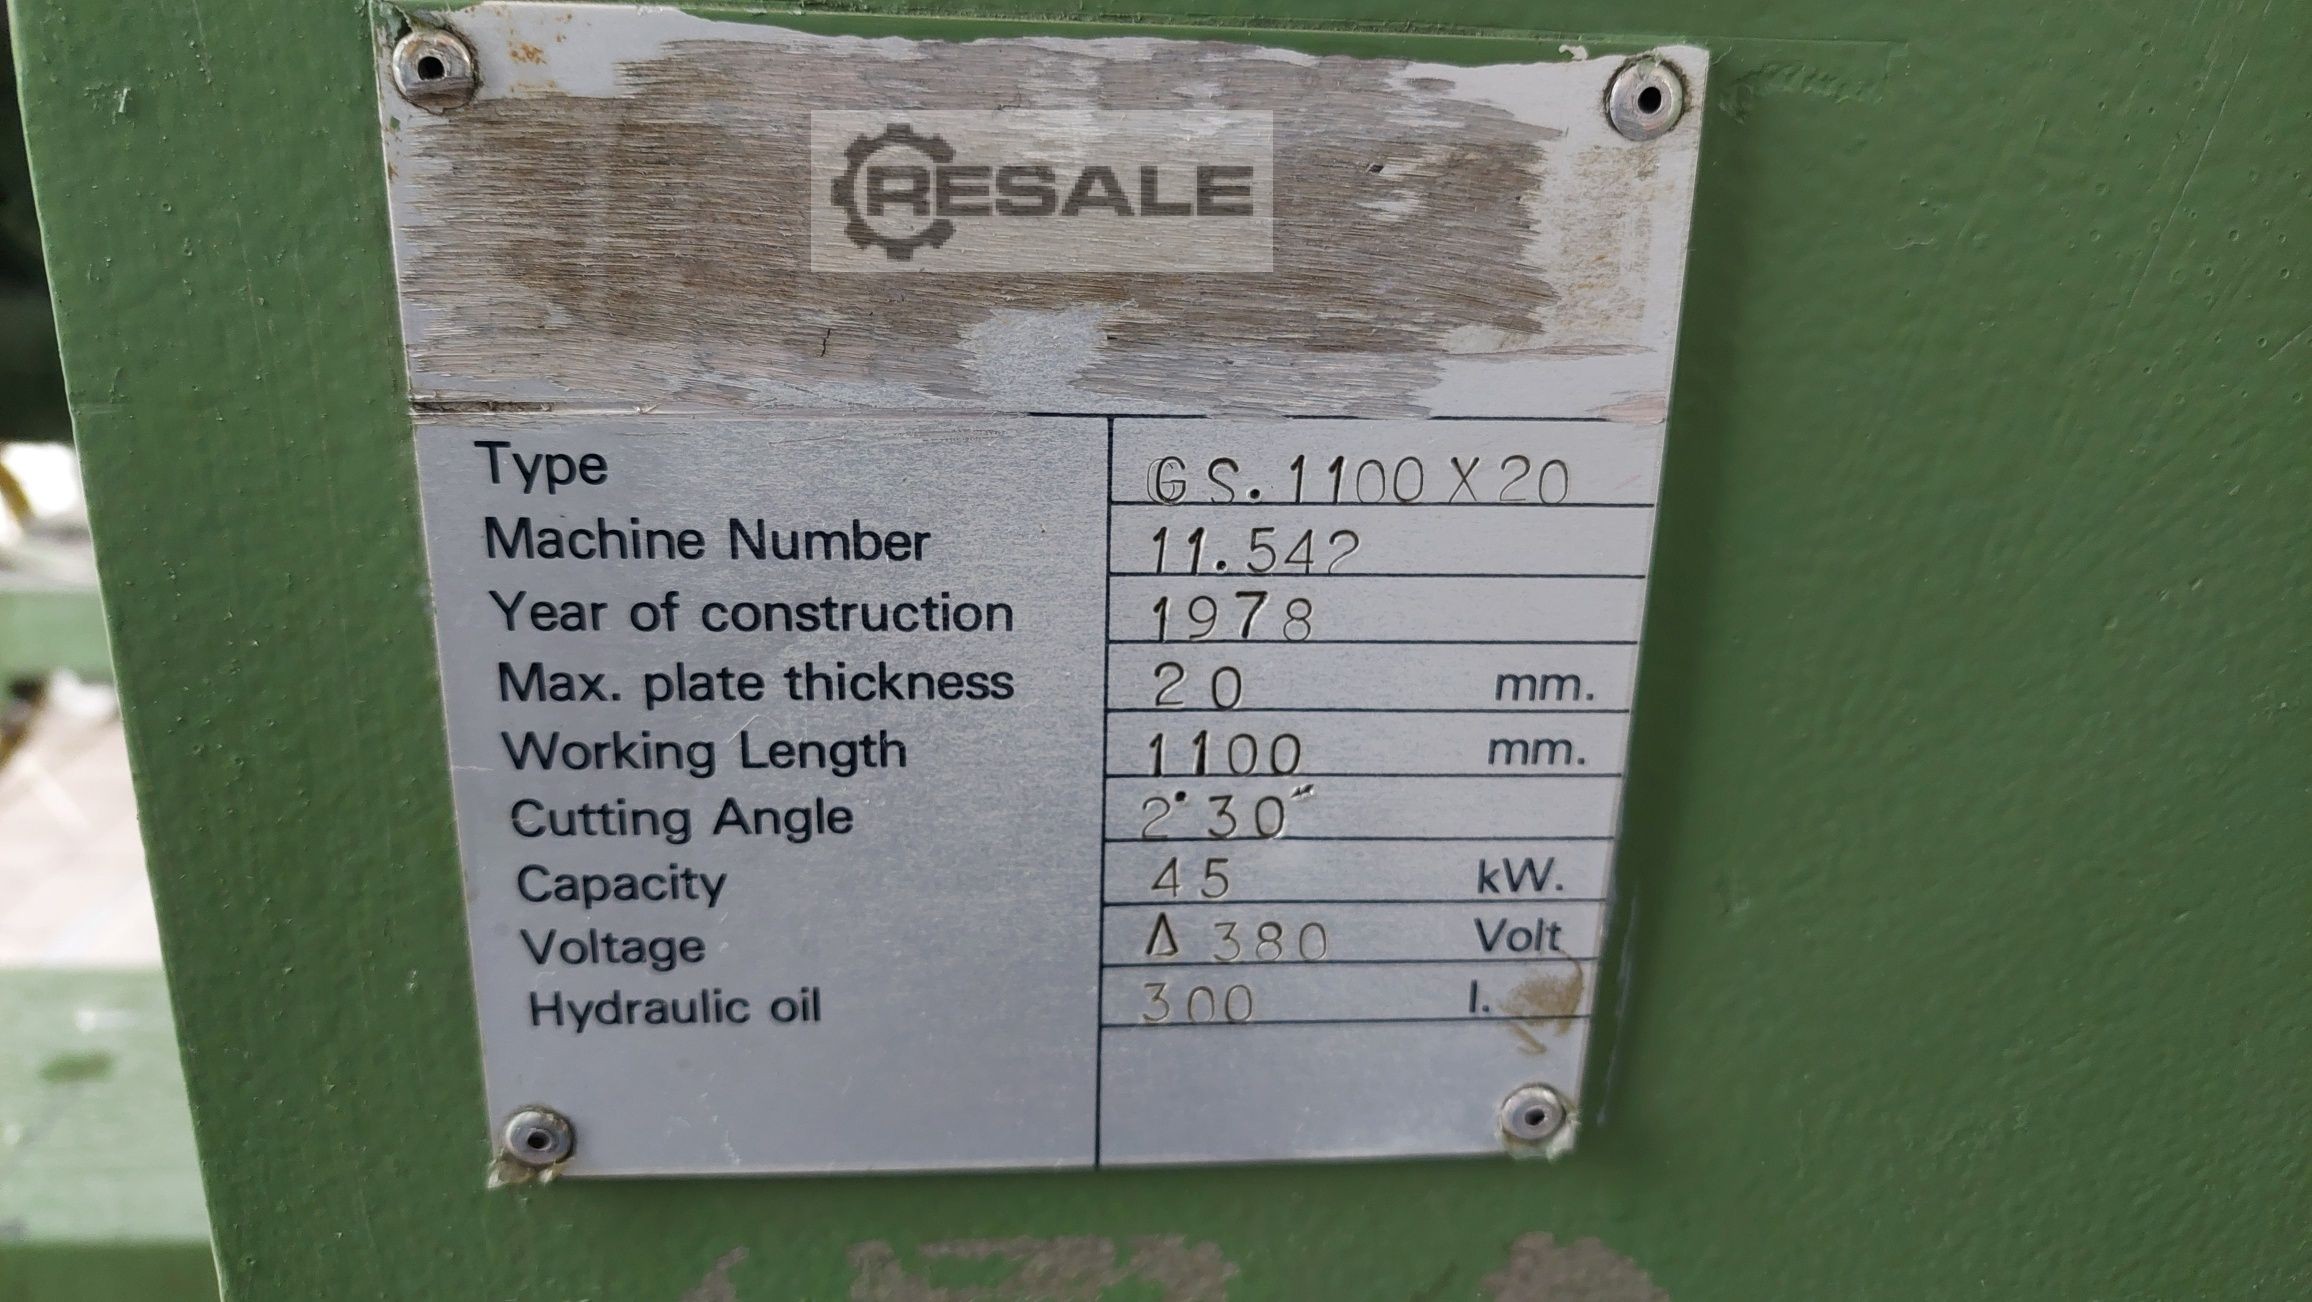 RESALE
Type GS.1100X20
Machine Number 11.542
Year of construction 1978
Max. plate thickness 20 mm.
Working Length 1100 mm.
Cutting Angle 2°30"
Capacity 45 kW.
Voltage Δ 380 Volt
Hydraulic oil 300 l.